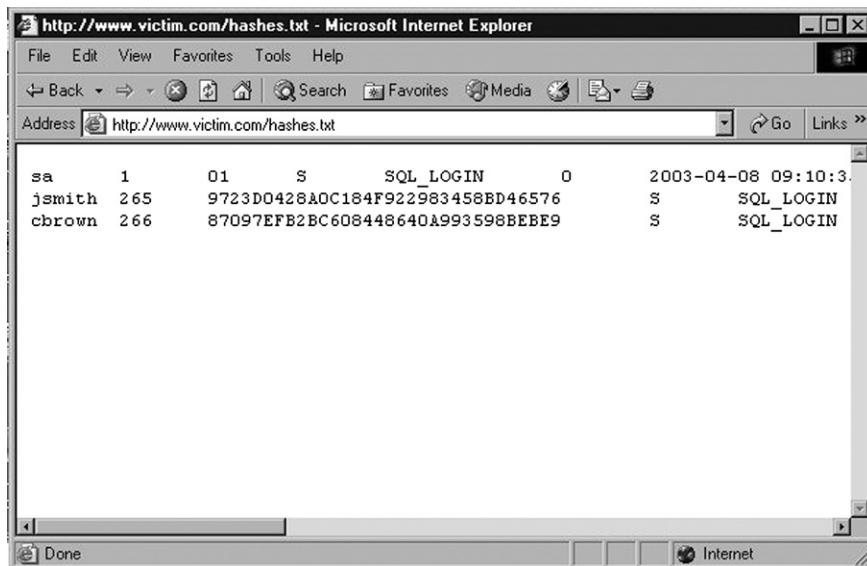 http://www.victim.com/hashes.txt - Microsoft Internet Explorer
File Edit View Favorites Tools Help
Back Search Favorites Media
Address http://www.victim.com/hashes.txt Go Links »
sa 1 01 S SQL_LOGIN 0 2003-04-08 09:10:3
jsmith 265 9723D0428A0C184F922983458BD46576 S SQL_LOGIN
cbrown 266 87097EFB2BC608448640A993598BEBE9 S SQL_LOGIN
Done Internet